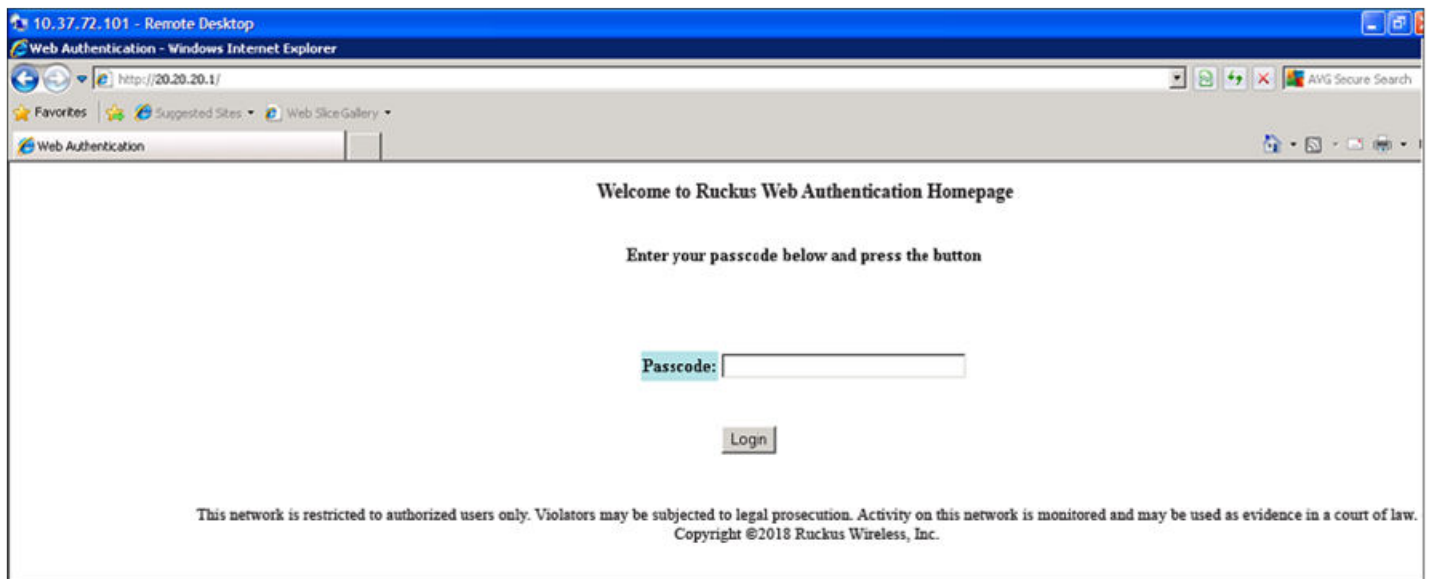 10.37.72.101 - Remote Desktop
Web Authentication - Windows Internet Explorer
http://20.20.20.1/
AVG Secure Search
Favorites
Suggested Sites
Web Slice Gallery
Web Authentication
Welcome to Ruckus Web Authentication Homepage
Enter your passcode below and press the button
Passcode:
Login
This network is restricted to authorized users only. Violators may be subjected to legal prosecution. Activity on this network is monitored and may be used as evidence in a court of law.
Copyright ©2018 Ruckus Wireless, Inc.